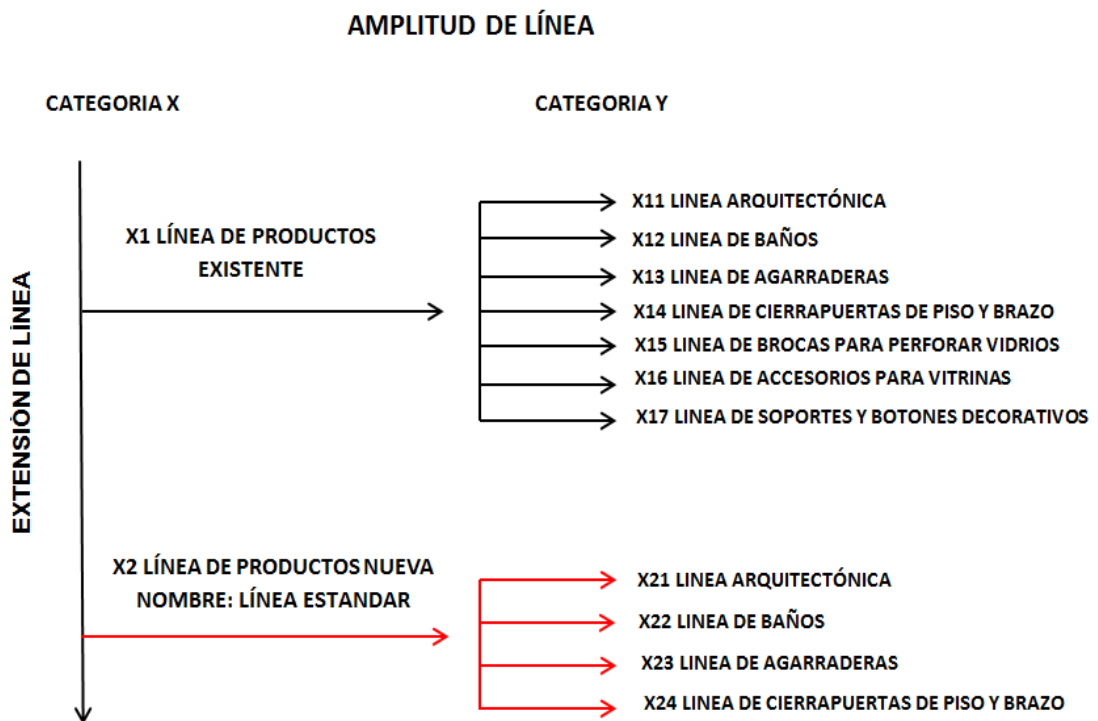 AMPLITUD DE LÍNEA
CATEGORIA X
CATEGORIA Y
EXTENSIÓN DE LÍNEA
X1 LÍNEA DE PRODUCTOS
EXISTENTE
X11 LINEA ARQUITECTÓNICA
X12 LINEA DE BAÑOS
X13 LINEA DE AGARRADERAS
X14 LINEA DE CIERRAPUERTAS DE PISO Y BRAZO
X15 LINEA DE BROCAS PARA PERFORAR VIDRIOS
X16 LINEA DE ACCESORIOS PARA VITRINAS
X17 LINEA DE SOPORTES Y BOTONES DECORATIVOS
X2 LÍNEA DE PRODUCTOS NUEVA
NOMBRE: LÍNEA ESTANDAR
X21 LINEA ARQUITECTÓNICA
X22 LINEA DE BAÑOS
X23 LINEA DE AGARRADERAS
X24 LINEA DE CIERRAPUERTAS DE PISO Y BRAZO